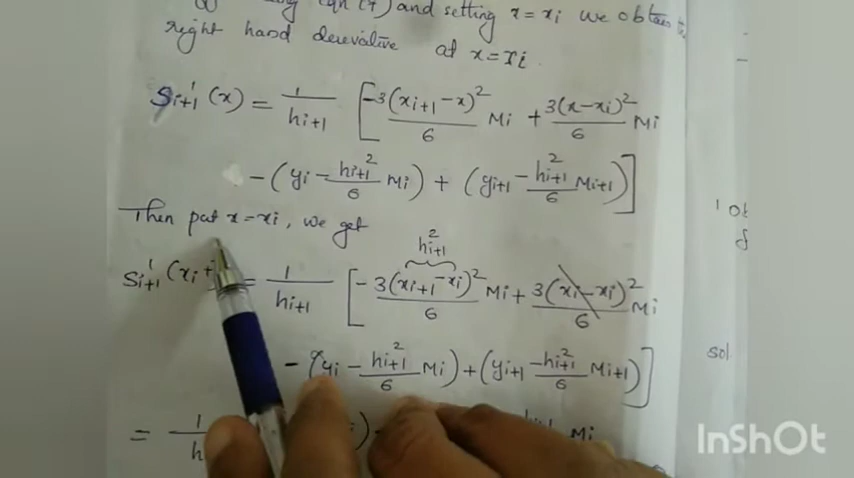 and setting x = xi we obtain
right hand derevative at x = xi.
S'i+1 (x) = 1/hi+1 [ -3(xi+1 - x)²/6 Mi + 3(x - xi)²/6 Mi
- (yi - h²i+1/6 Mi) + (yi+1 - h²i+1/6 Mi+1) ]
Then put x = xi, we get
h²i+1
S'i+1 (xi + = 1/hi+1 [ -3(xi+1 - xi)²/6 Mi + 3(xi - xi)²/6 Mi
- (yi - h²i+1/6 Mi) + (yi+1 - h²i+1/6 Mi+1) ]
= 1/h
sol
InShOt